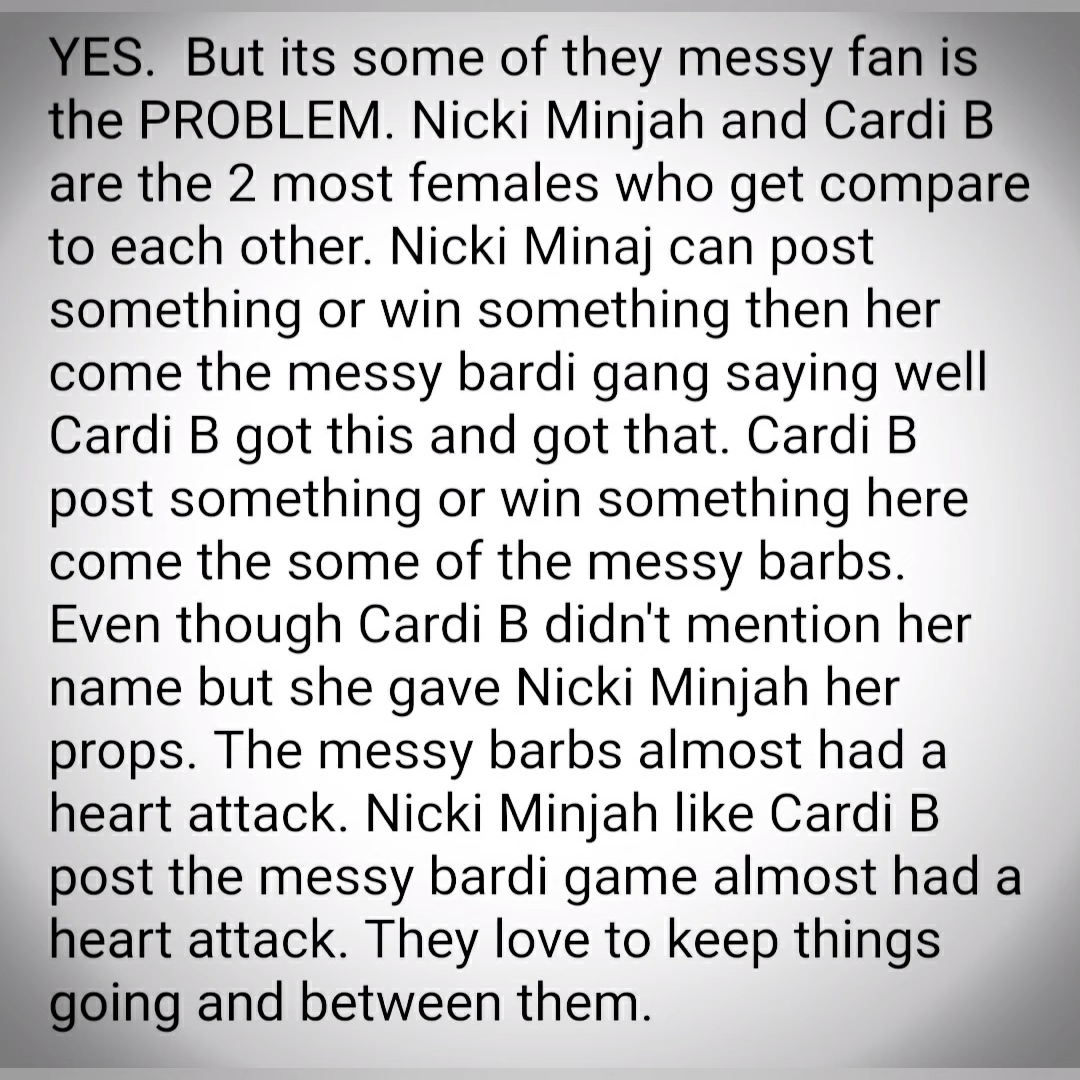 YES.  But its some of they messy fan is
the PROBLEM. Nicki Minjah and Cardi B
are the 2 most females who get compare
to each other. Nicki Minaj can post
something or win something then her
come the messy bardi gang saying well
Cardi B got this and got that. Cardi B
post something or win something here
come the some of the messy barbs.
Even though Cardi B didn't mention her
name but she gave Nicki Minjah her
props. The messy barbs almost had a
heart attack. Nicki Minjah like Cardi B
post the messy bardi game almost had a
heart attack. They love to keep things
going and between them.